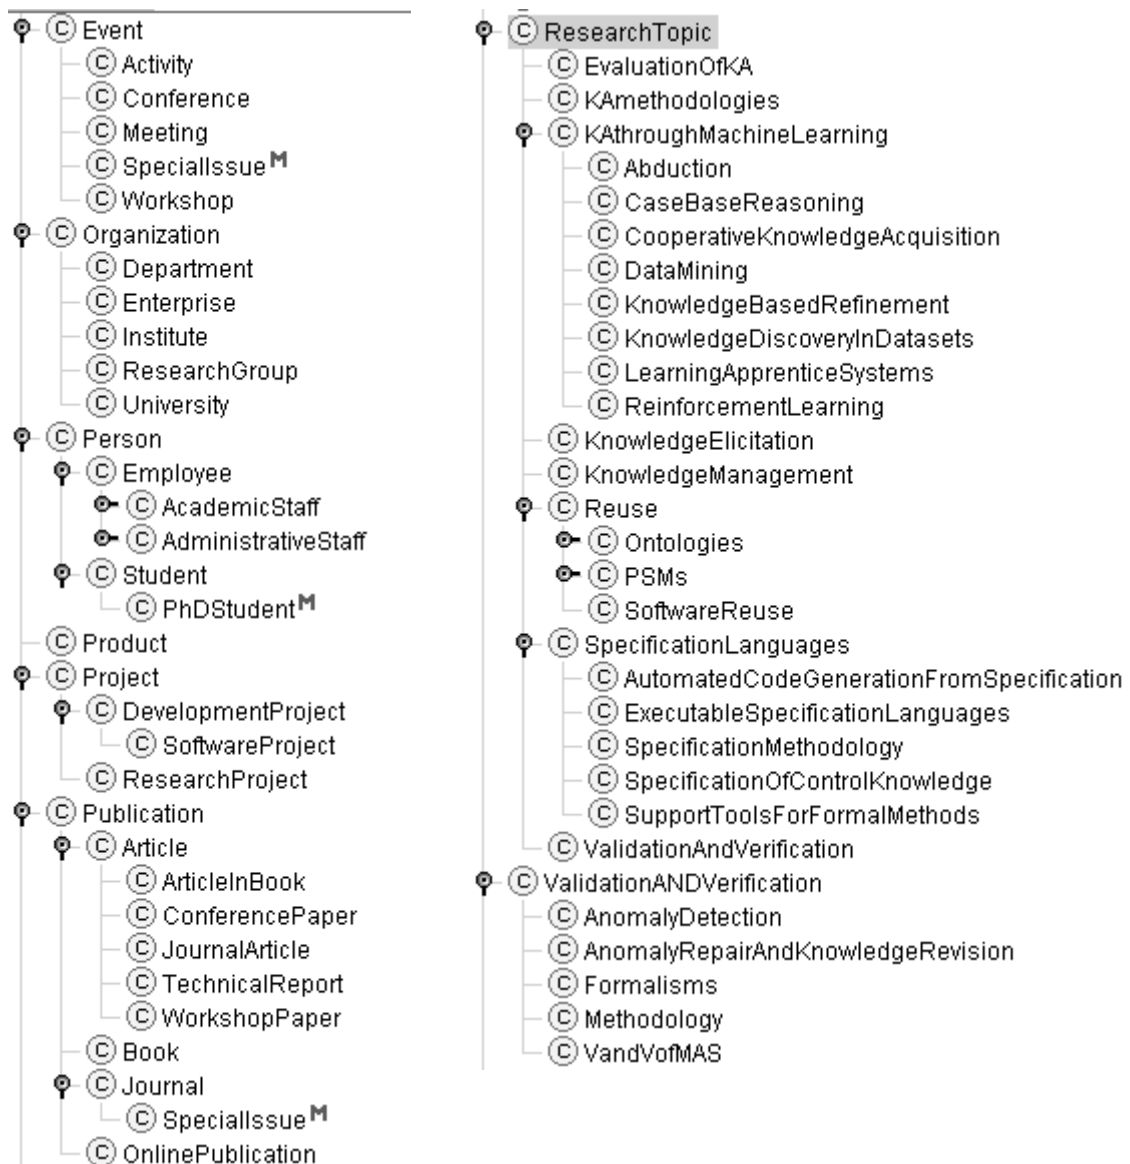 Event
Activity
Conference
Meeting
SpecialIssue M
Workshop
Organization
Department
Enterprise
Institute
ResearchGroup
University
Person
Employee
AcademicStaff
AdministrativeStaff
Student
PhDStudent M
Product
Project
DevelopmentProject
SoftwareProject
ResearchProject
Publication
Article
ArticleInBook
ConferencePaper
JournalArticle
TechnicalReport
WorkshopPaper
Book
Journal
SpecialIssue M
OnlinePublication
ResearchTopic
EvaluationOfKA
KAmethodologies
KAthroughMachineLearning
Abduction
CaseBaseReasoning
CooperativeKnowledgeAcquisition
DataMining
KnowledgeBasedRefinement
KnowledgeDiscoveryInDatasets
LearningApprenticeSystems
ReinforcementLearning
KnowledgeElicitation
KnowledgeManagement
Reuse
Ontologies
PSMs
SoftwareReuse
SpecificationLanguages
AutomatedCodeGenerationFromSpecification
ExecutableSpecificationLanguages
SpecificationMethodology
SpecificationOfControlKnowledge
SupportToolsForFormalMethods
ValidationAndVerification
ValidationANDVerification
AnomalyDetection
AnomalyRepairAndKnowledgeRevision
Formalisms
Methodology
VandVofMAS